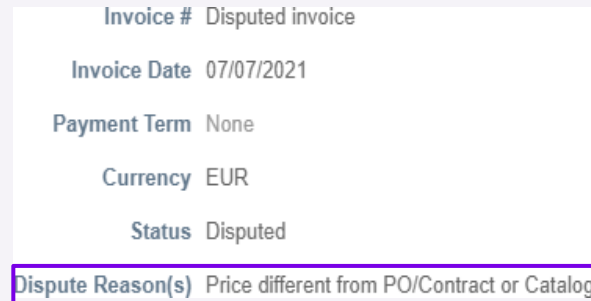 Invoice # Disputed invoice
Invoice Date 07/07/2021
Payment Term None
Currency EUR
Status Disputed
Dispute Reason(s) Price different from PO/Contract or Catalog